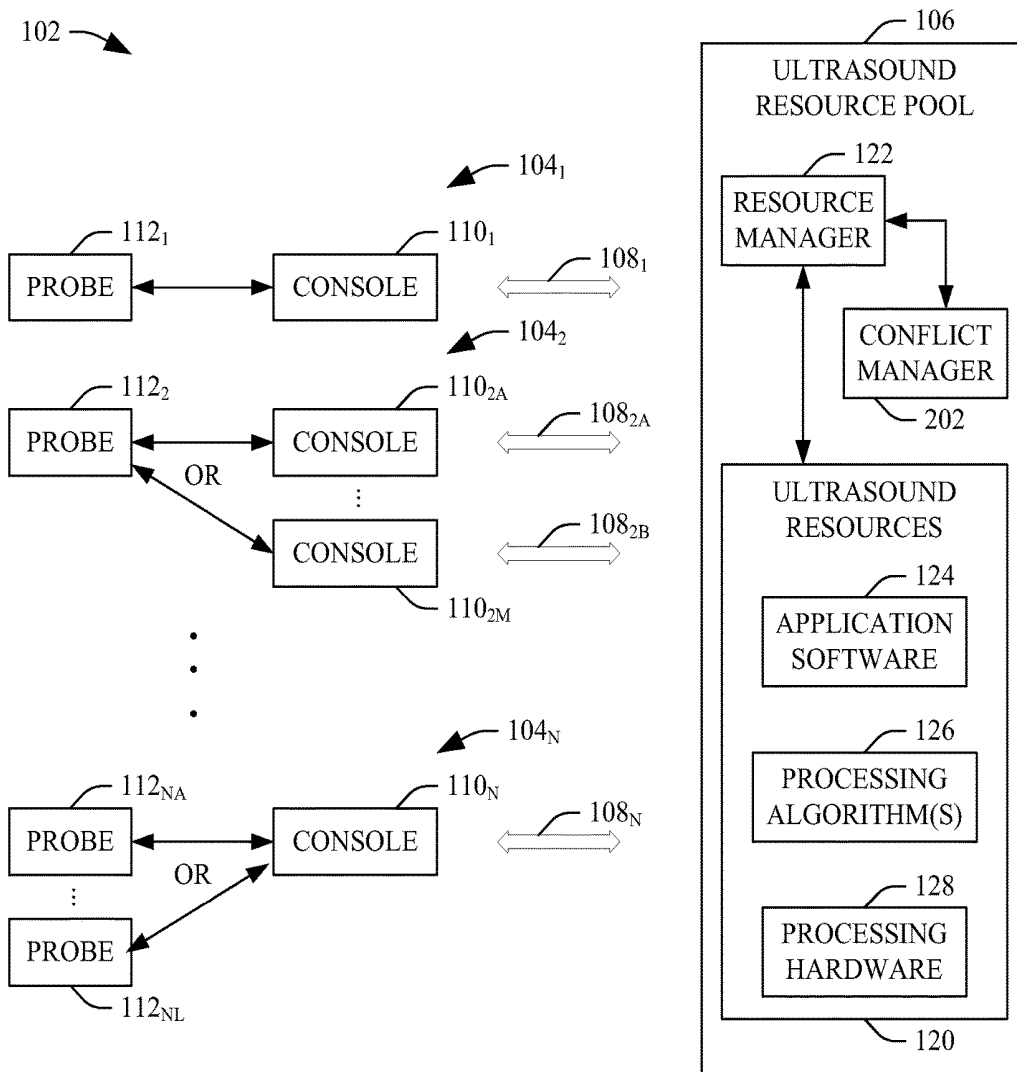 102
106
ULTRASOUND
RESOURCE POOL
122
RESOURCE
MANAGER
CONFLICT
MANAGER
202
104₁
112₁
110₁
108₁
PROBE
CONSOLE
104₂
112₂
110₂A
108₂A
PROBE
CONSOLE
OR
⋮
CONSOLE
108₂B
110₂M
104N
112NA
110N
108N
PROBE
CONSOLE
OR
⋮
PROBE
112NL
ULTRASOUND
RESOURCES
124
APPLICATION
SOFTWARE
126
PROCESSING
ALGORITHM(S)
128
PROCESSING
HARDWARE
120